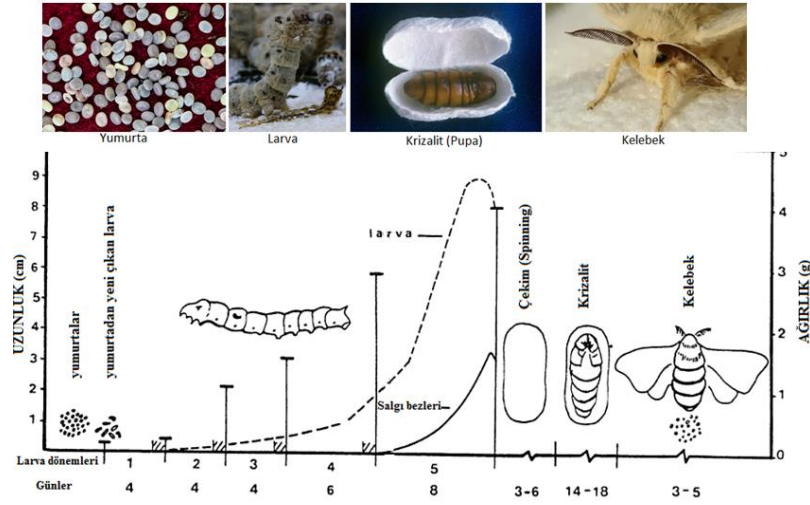 Yumurta
Larva
Krizalit (Pupa)
Kelebek
UZUNLUK (cm)
9
8
7
6
5
4
3
2
1
yumurtalar
yumurtadan yeni çıkan larva
larva
Salgı bezleri
Çekim (Spinning)
Krizalit
Kelebek
AĞIRLIK (g)
5
4
3
2
1
0
Larva dönemleri 1 2 3 4 5
Günler 4 4 4 6 8 3-6 14-18 3-5